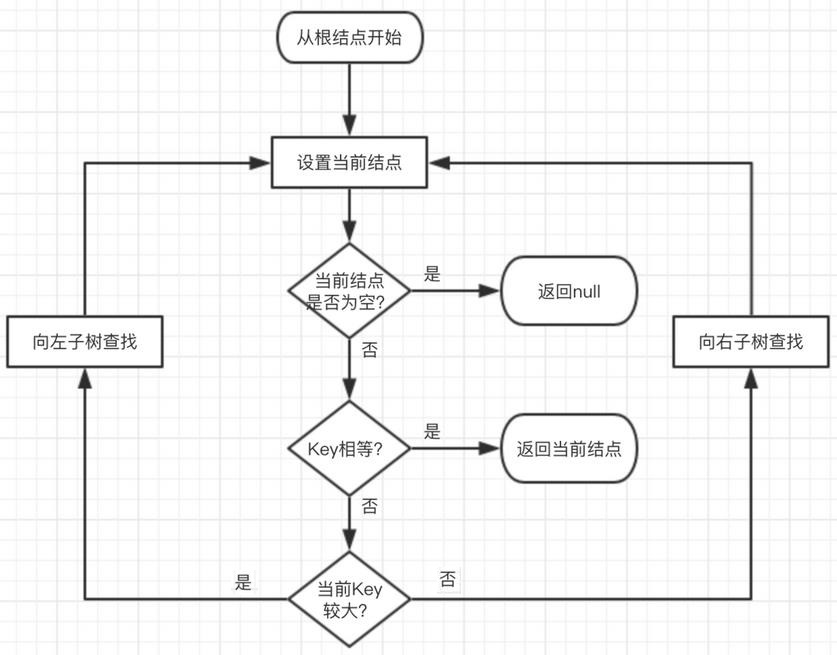 从根结点开始
设置当前结点
当前结点
是否为空?
是
返回null
向左子树查找
向右子树查找
否
Key相等?
是
返回当前结点
否
是
当前Key
较大?
否